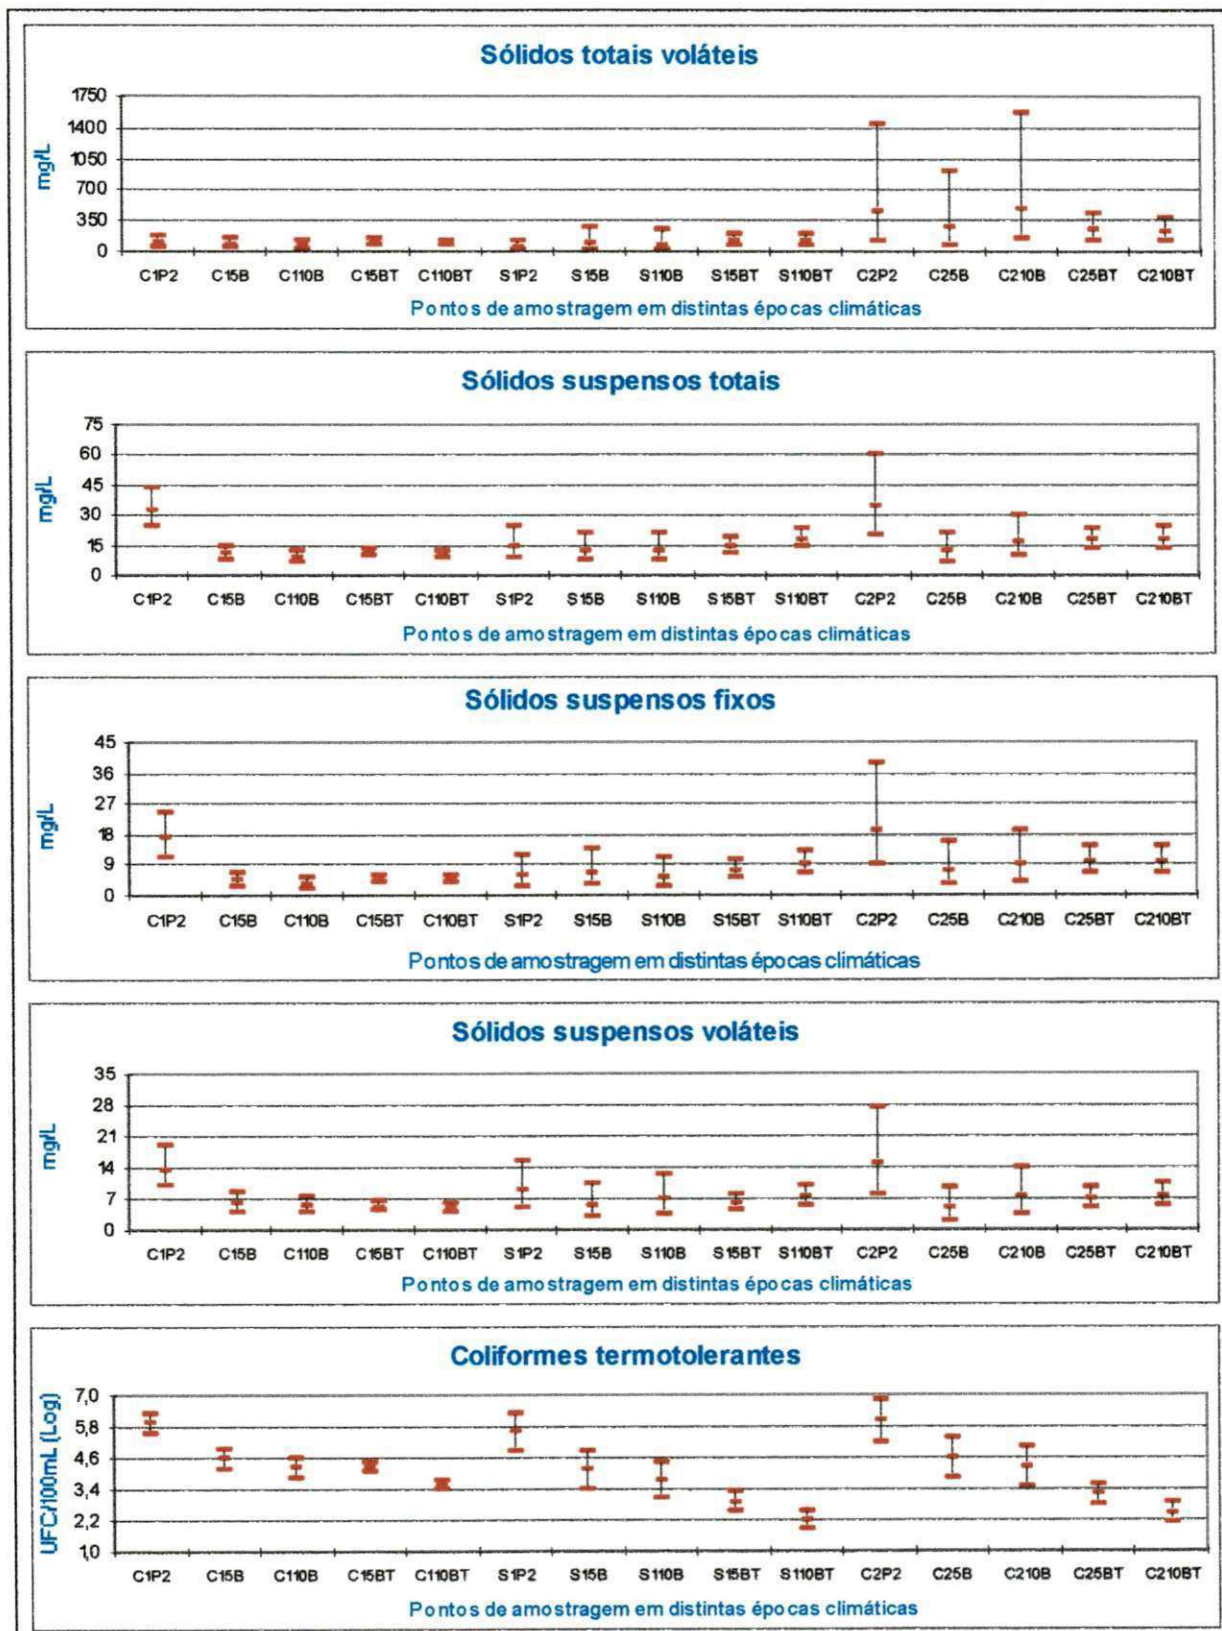 Sólidos totais voláteis
mg/L
1750
1400
1050
700
350
0
C1P2 C15B C110B C15BT C110BT S1P2 S15B S110B S15BT S110BT C2P2 C25B C210B C25BT C210BT
Pontos de amostragem em distintas épocas climáticas
Sólidos suspensos totais
mg/L
75
60
45
30
15
0
C1P2 C15B C110B C15BT C110BT S1P2 S15B S110B S15BT S110BT C2P2 C25B C210B C25BT C210BT
Pontos de amostragem em distintas épocas climáticas
Sólidos suspensos fixos
mg/L
45
36
27
18
9
0
C1P2 C15B C110B C15BT C110BT S1P2 S15B S110B S15BT S110BT C2P2 C25B C210B C25BT C210BT
Pontos de amostragem em distintas épocas climáticas
Sólidos suspensos voláteis
mg/L
35
28
21
14
7
0
C1P2 C15B C110B C15BT C110BT S1P2 S15B S110B S15BT S110BT C2P2 C25B C210B C25BT C210BT
Pontos de amostragem em distintas épocas climáticas
Coliformes termotolerantes
UFC/100mL (Log)
7,0
5,8
4,6
3,4
2,2
1,0
C1P2 C15B C110B C15BT C110BT S1P2 S15B S110B S15BT S110BT C2P2 C25B C210B C25BT C210BT
Pontos de amostragem em distintas épocas climáticas